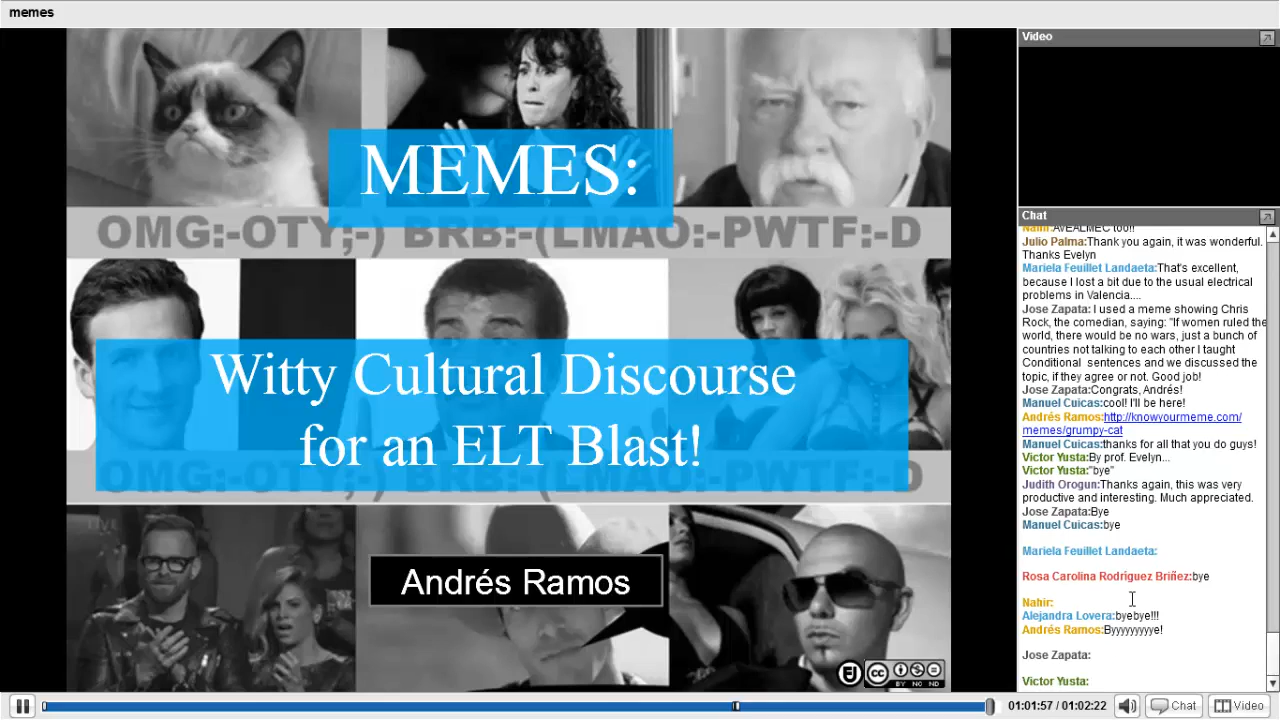 memes
MEMES:
OMG:-OTY;-) BRB:-(LMAO:-PWTF:-D
Witty Cultural Discourse
for an ELT Blast!
OMG:-OTY;-) BRB:-(LMAO:-PWTF:-D
LIVE
Andrés Ramos
FJ
cc
BY NC ND
Video
Chat
Nahir:AVEALMEC too!!
Julio Palma:Thank you again, it was wonderful.
Thanks Evelyn
Mariela Feuillet Landaeta:That's excellent,
because I lost a bit due to the usual electrical
problems in Valencia....
Jose Zapata: I used a meme showing Chris
Rock, the comedian, saying: "If women ruled the
world, there would be no wars, just a bunch of
countries not talking to each other I taught
Conditional sentences and we discussed the
topic, if they agree or not. Good job!
Jose Zapata:Congrats, Andrés!
Manuel Cuicas:cool! I'll be here!
Andrés Ramos:http://knowyourmeme.com/
memes/grumpy-cat
Manuel Cuicas:thanks for all that you do guys!
Victor Yusta:By prof. Evelyn...
Victor Yusta:"bye"
Judith Orogun:Thanks again, this was very
productive and interesting. Much appreciated.
Jose Zapata:Bye
Manuel Cuicas:bye
Mariela Feuillet Landaeta:
Rosa Carolina Rodríguez Briñez:bye
Nahir:
Alejandra Lovera:byebye!!!
Andrés Ramos:Byyyyyyyye!
Jose Zapata:
Victor Yusta:
01:01:57 / 01:02:22
Chat
Video